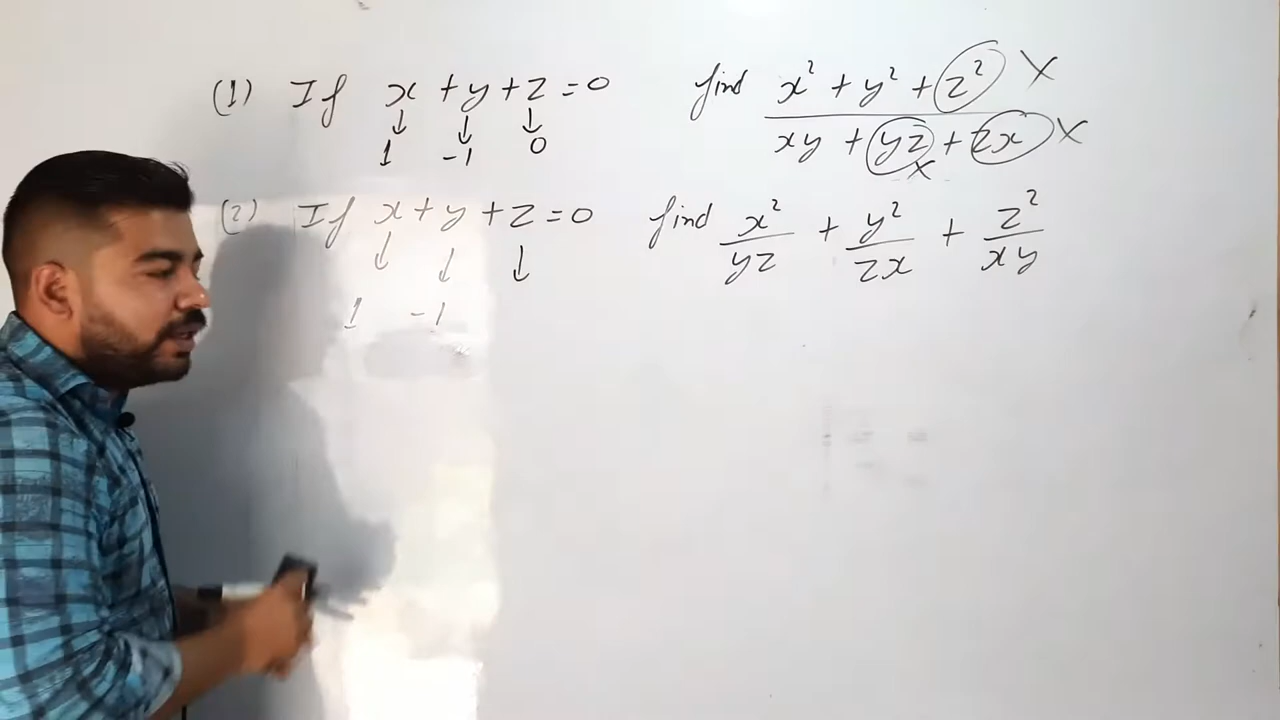 (1) If x + y + z = 0 find x² + y² + z² X
↓ ↓ ↓ xy + yz + zx X
1 -1 0 X
(2) If x + y + z = 0 find x²/yz + y²/zx + z²/xy
↓ ↓ ↓
1 -1